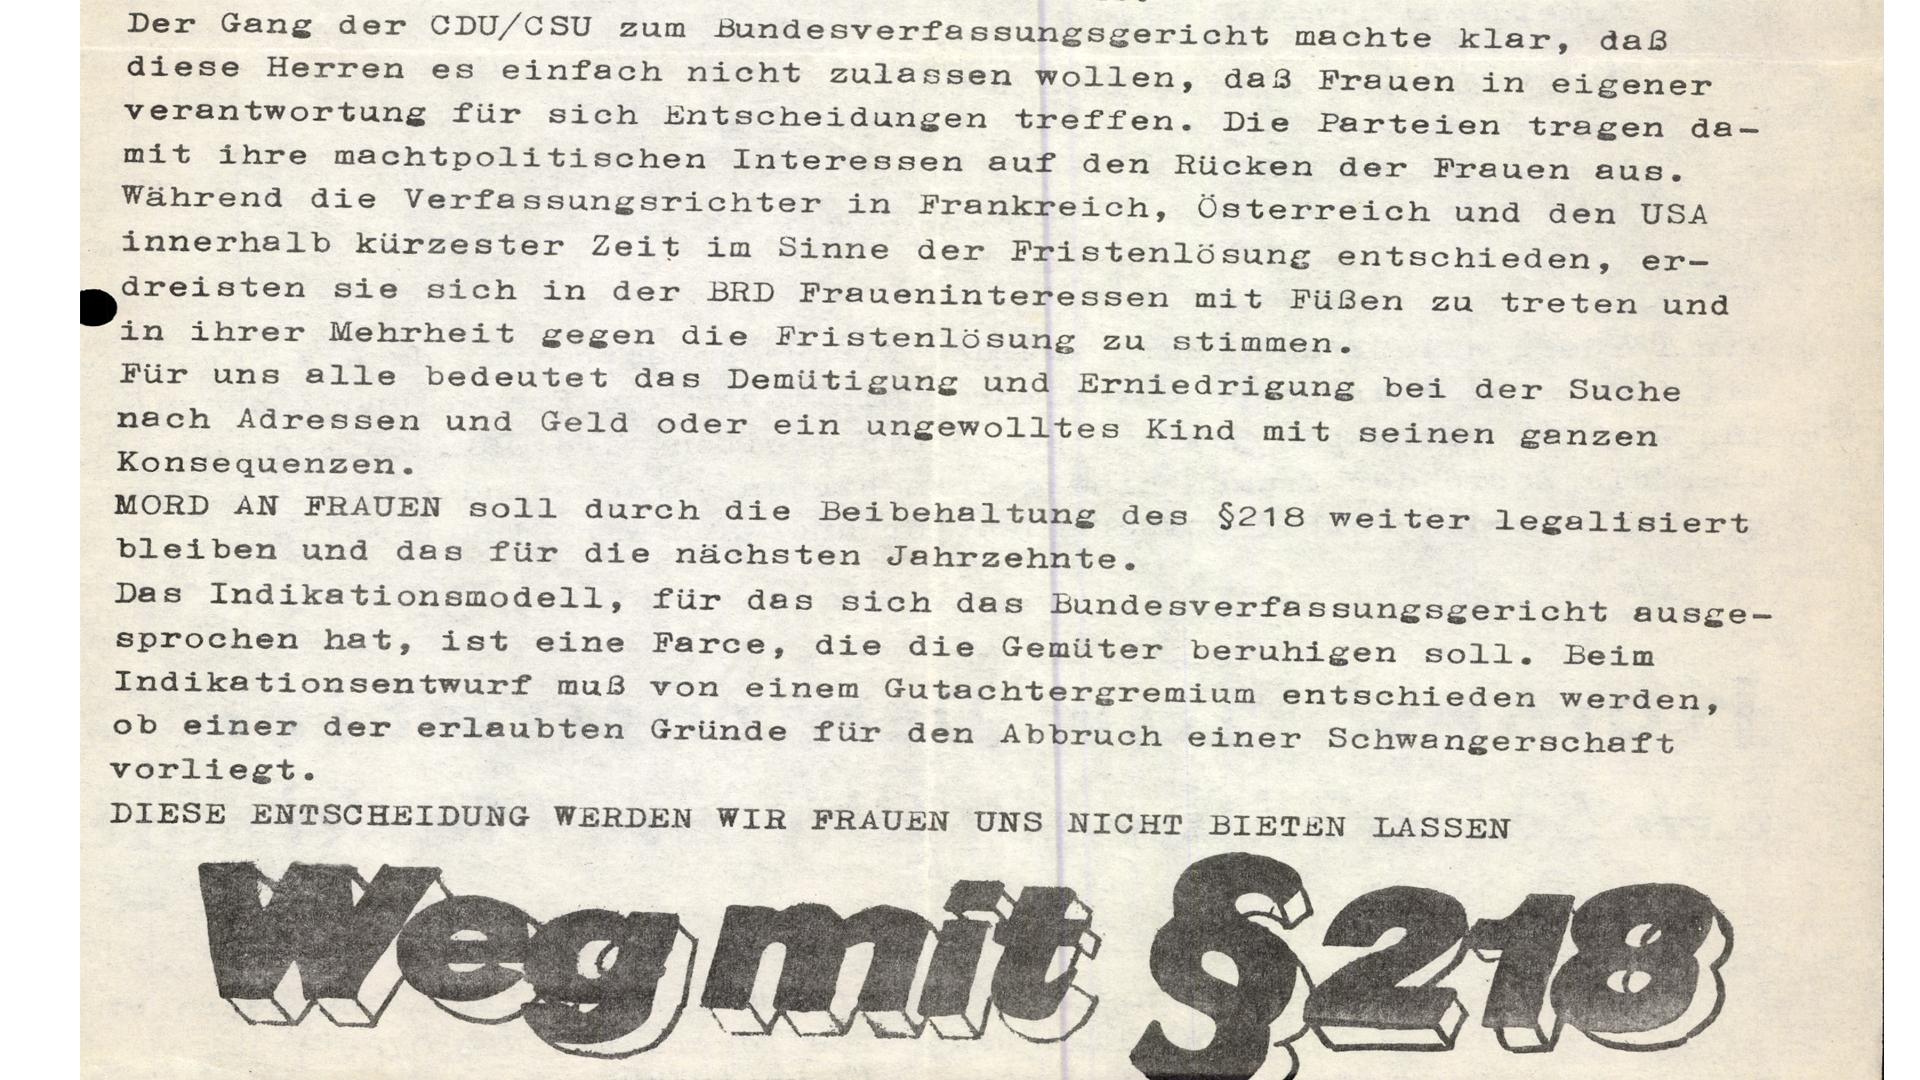 Der Gang der CDU/CSU zum Bundesverfassungsgericht machte klar, daß
diese Herren es einfach nicht zulassen wollen, daß Frauen in eigener
verantwortung für sich Entscheidungen treffen. Die Parteien tragen da-
mit ihre machtpolitischen Interessen auf den Rücken der Frauen aus.
Während die Verfassungsrichter in Frankreich, Österreich und den USA
innerhalb kürzester Zeit im Sinne der Fristenlösung entschieden, er-
dreisten sie sich in der BRD Fraueninteressen mit Füßen zu treten und
in ihrer Mehrheit gegen die Fristenlösung zu stimmen.
Für uns alle bedeutet das Demütigung und Erniedrigung bei der Suche
nach Adressen und Geld oder ein ungewolltes Kind mit seinen ganzen
Konsequenzen.
MORD AN FRAUEN soll durch die Beibehaltung des §218 weiter legalisiert
bleiben und das für die nächsten Jahrzehnte.
Das Indikationsmodell, für das sich das Bundesverfassungsgericht ausge-
sprochen hat, ist eine Farce, die die Gemüter beruhigen soll. Beim
Indikationsentwurf muß von einem Gutachtergremium entschieden werden,
ob einer der erlaubten Gründe für den Abbruch einer Schwangerschaft
vorliegt.
DIESE ENTSCHEIDUNG WERDEN WIR FRAUEN UNS NICHT BIETEN LASSEN
Weg mit §218